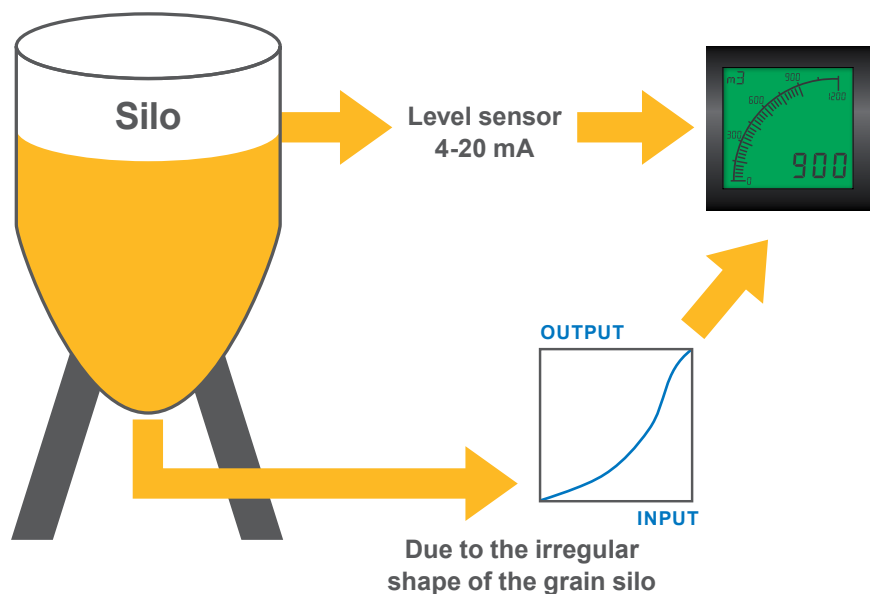 Silo
Level sensor
4-20 mA
m3
900
1200
600
300
0
900
OUTPUT
INPUT
Due to the irregular
shape of the grain silo